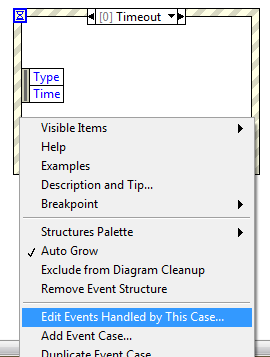 [0] Timeout
Type
Time
Visible Items
Help
Examples
Description and Tip...
Breakpoint
Structures Palette
Auto Grow
Exclude from Diagram Cleanup
Remove Event Structure
Edit Events Handled by This Case...
Add Event Case...
Duplicate Event Case